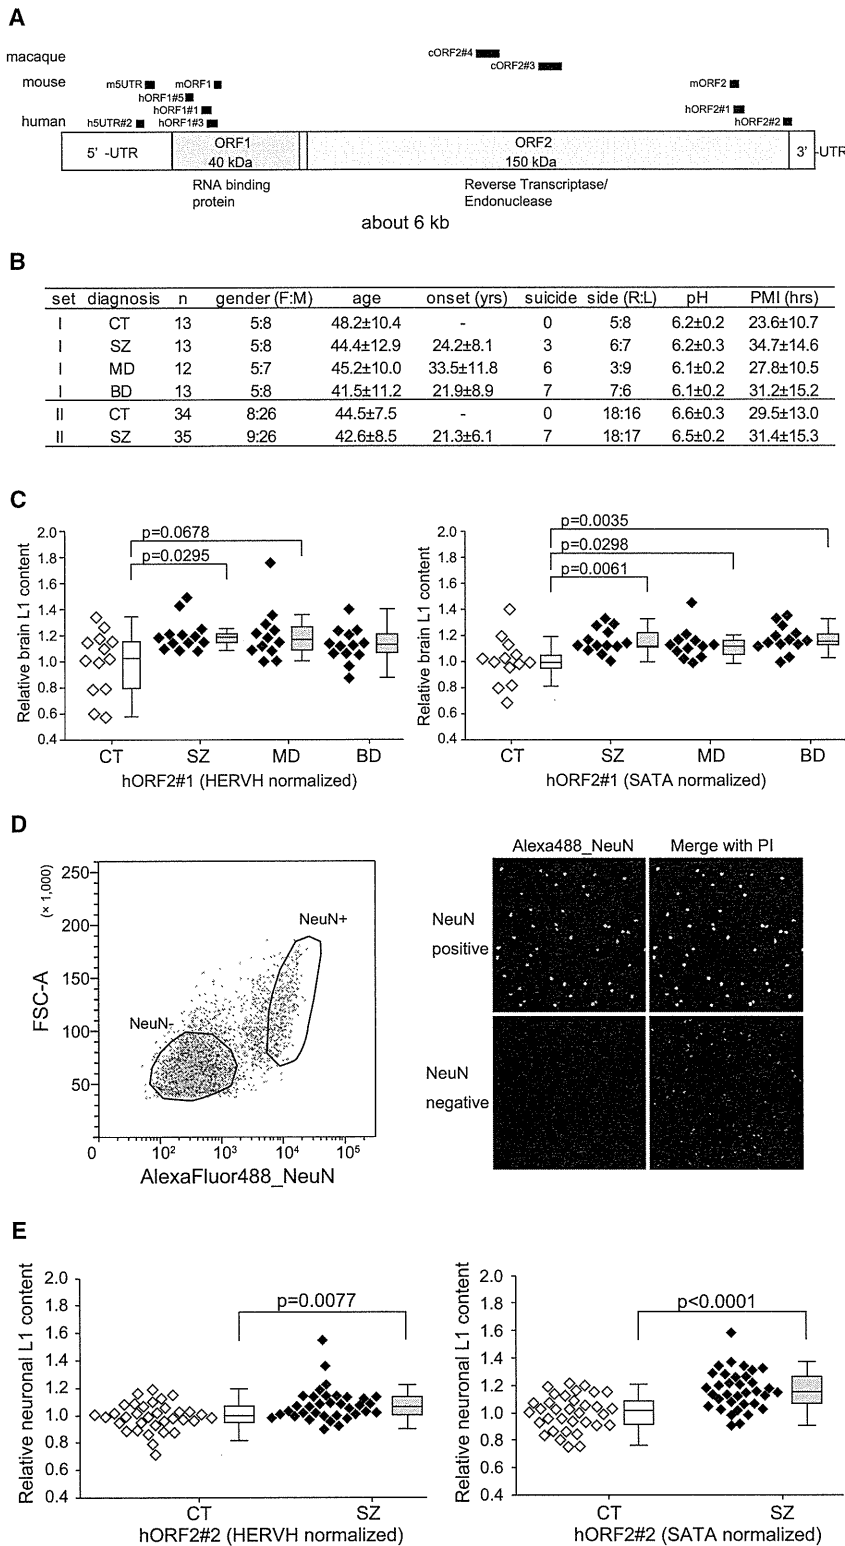 A
macaque
cORF2#4
cORF2#3
mouse
m5UTR
mORF1
mORF2
hORF1#5
hORF1#1
hORF2#1
human
h5UTR#2
hORF1#3
hORF2#2
5' -UTR
ORF1
40 kDa
ORF2
150 kDa
3' -UTR
RNA binding
protein
Reverse Transcriptase/
Endonuclease
about 6 kb
B
set diagnosis n gender (F:M) age onset (yrs) suicide side (R:L) pH PMI (hrs)
I CT 13 5:8 48.2±10.4 - 0 5:8 6.2±0.2 23.6±10.7
I SZ 13 5:8 44.4±12.9 24.2±8.1 3 6:7 6.2±0.3 34.7±14.6
I MD 12 5:7 45.2±10.0 33.5±11.8 6 3:9 6.1±0.2 27.8±10.5
I BD 13 5:8 41.5±11.2 21.9±8.9 7 7:6 6.1±0.2 31.2±15.2
II CT 34 8:26 44.5±7.5 - 0 18:16 6.6±0.3 29.5±13.0
II SZ 35 9:26 42.6±8.5 21.3±6.1 7 18:17 6.5±0.2 31.4±15.3
C
Relative brain L1 content
2.0
1.8
1.6
1.4
1.2
1.0
0.8
0.6
0.4
p=0.0678
p=0.0295
CT SZ MD BD
hORF2#1 (HERVH normalized)
Relative brain L1 content
2.0
1.8
1.6
1.4
1.2
1.0
0.8
0.6
0.4
p=0.0035
p=0.0298
p=0.0061
CT SZ MD BD
hORF2#1 (SATA normalized)
D
(× 1,000)
FSC-A
250
200
150
100
50
NeuN+
NeuN-
0 10² 10³ 10⁴ 10⁵
AlexaFluor488_NeuN
Alexa488_NeuN Merge with PI
NeuN
positive
NeuN
negative
E
Relative neuronal L1 content
2.0
1.8
1.6
1.4
1.2
1.0
0.8
0.6
0.4
p=0.0077
CT SZ
hORF2#2 (HERVH normalized)
Relative neuronal L1 content
2.0
1.8
1.6
1.4
1.2
1.0
0.8
0.6
0.4
p<0.0001
CT SZ
hORF2#2 (SATA normalized)